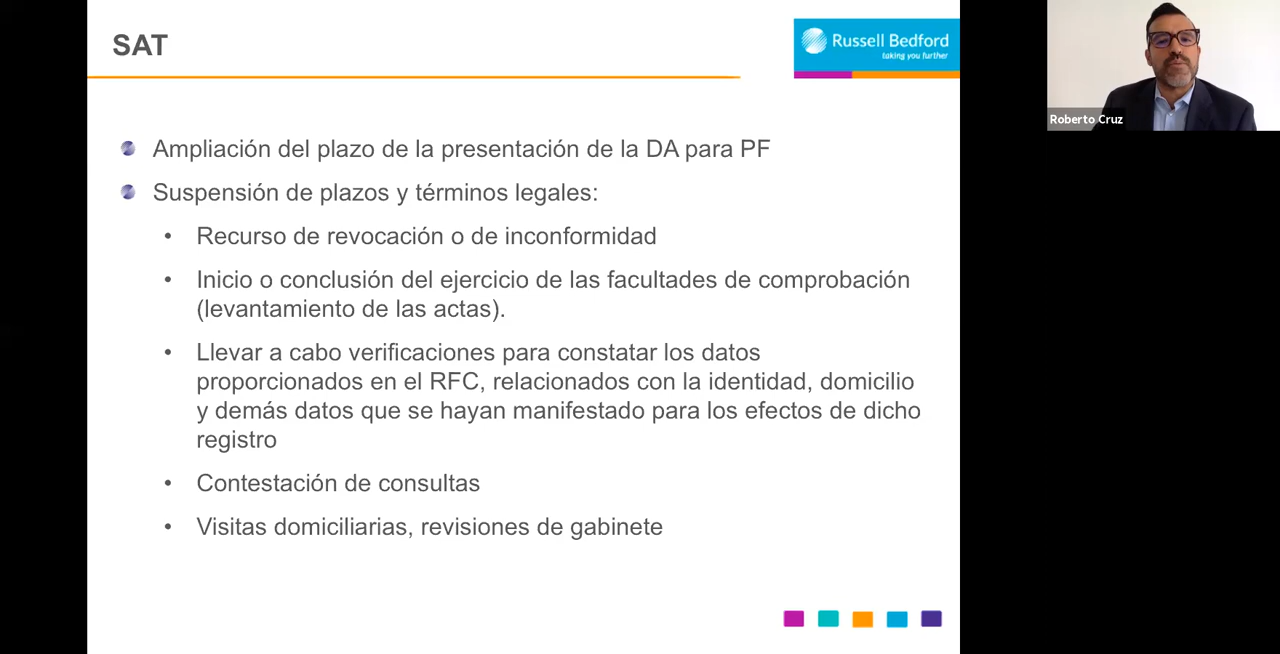 SAT
Russell Bedford
taking you further
Ampliación del plazo de la presentación de la DA para PF
Suspensión de plazos y términos legales:
• Recurso de revocación o de inconformidad
• Inicio o conclusión del ejercicio de las facultades de comprobación
(levantamiento de las actas).
• Llevar a cabo verificaciones para constatar los datos
proporcionados en el RFC, relacionados con la identidad, domicilio
y demás datos que se hayan manifestado para los efectos de dicho
registro
• Contestación de consultas
• Visitas domiciliarias, revisiones de gabinete
Roberto Cruz